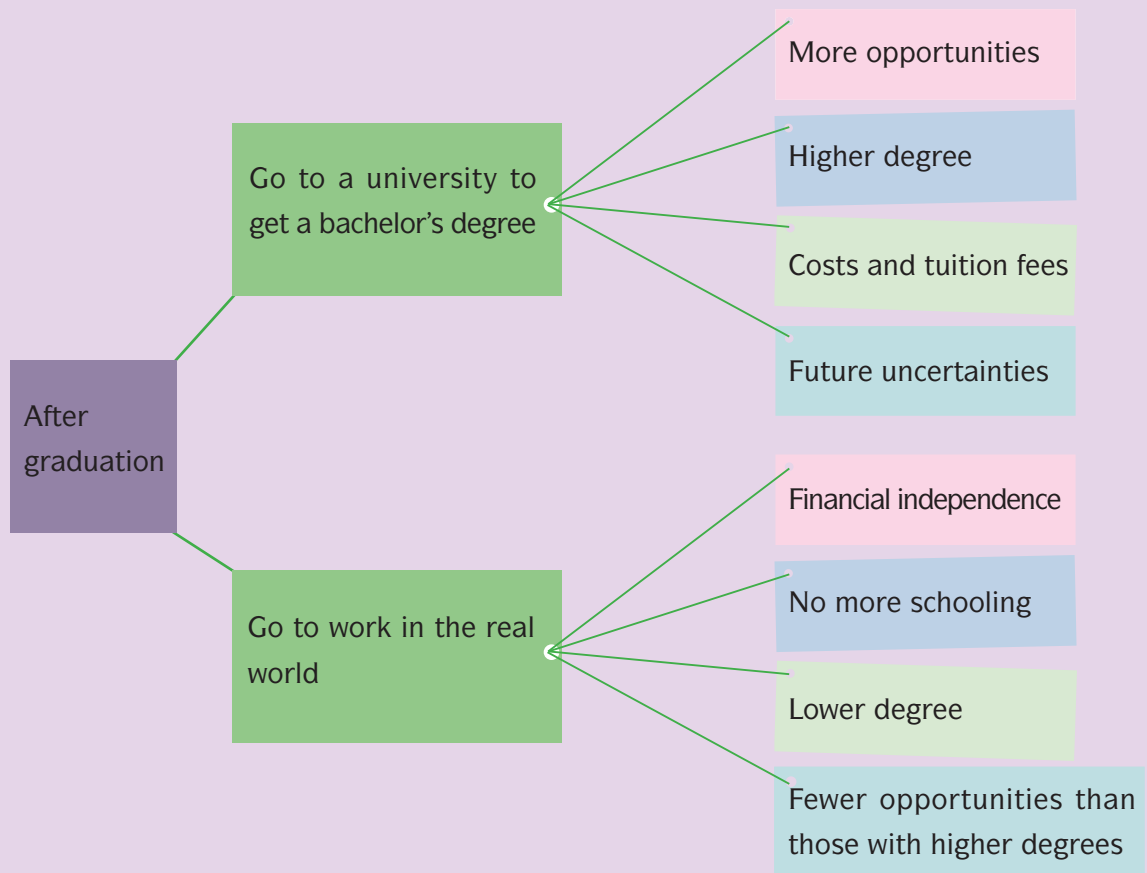 After
graduation
Go to a university to
get a bachelor's degree
More opportunities
Higher degree
Costs and tuition fees
Future uncertainties
Go to work in the real
world
Financial independence
No more schooling
Lower degree
Fewer opportunities than
those with higher degrees